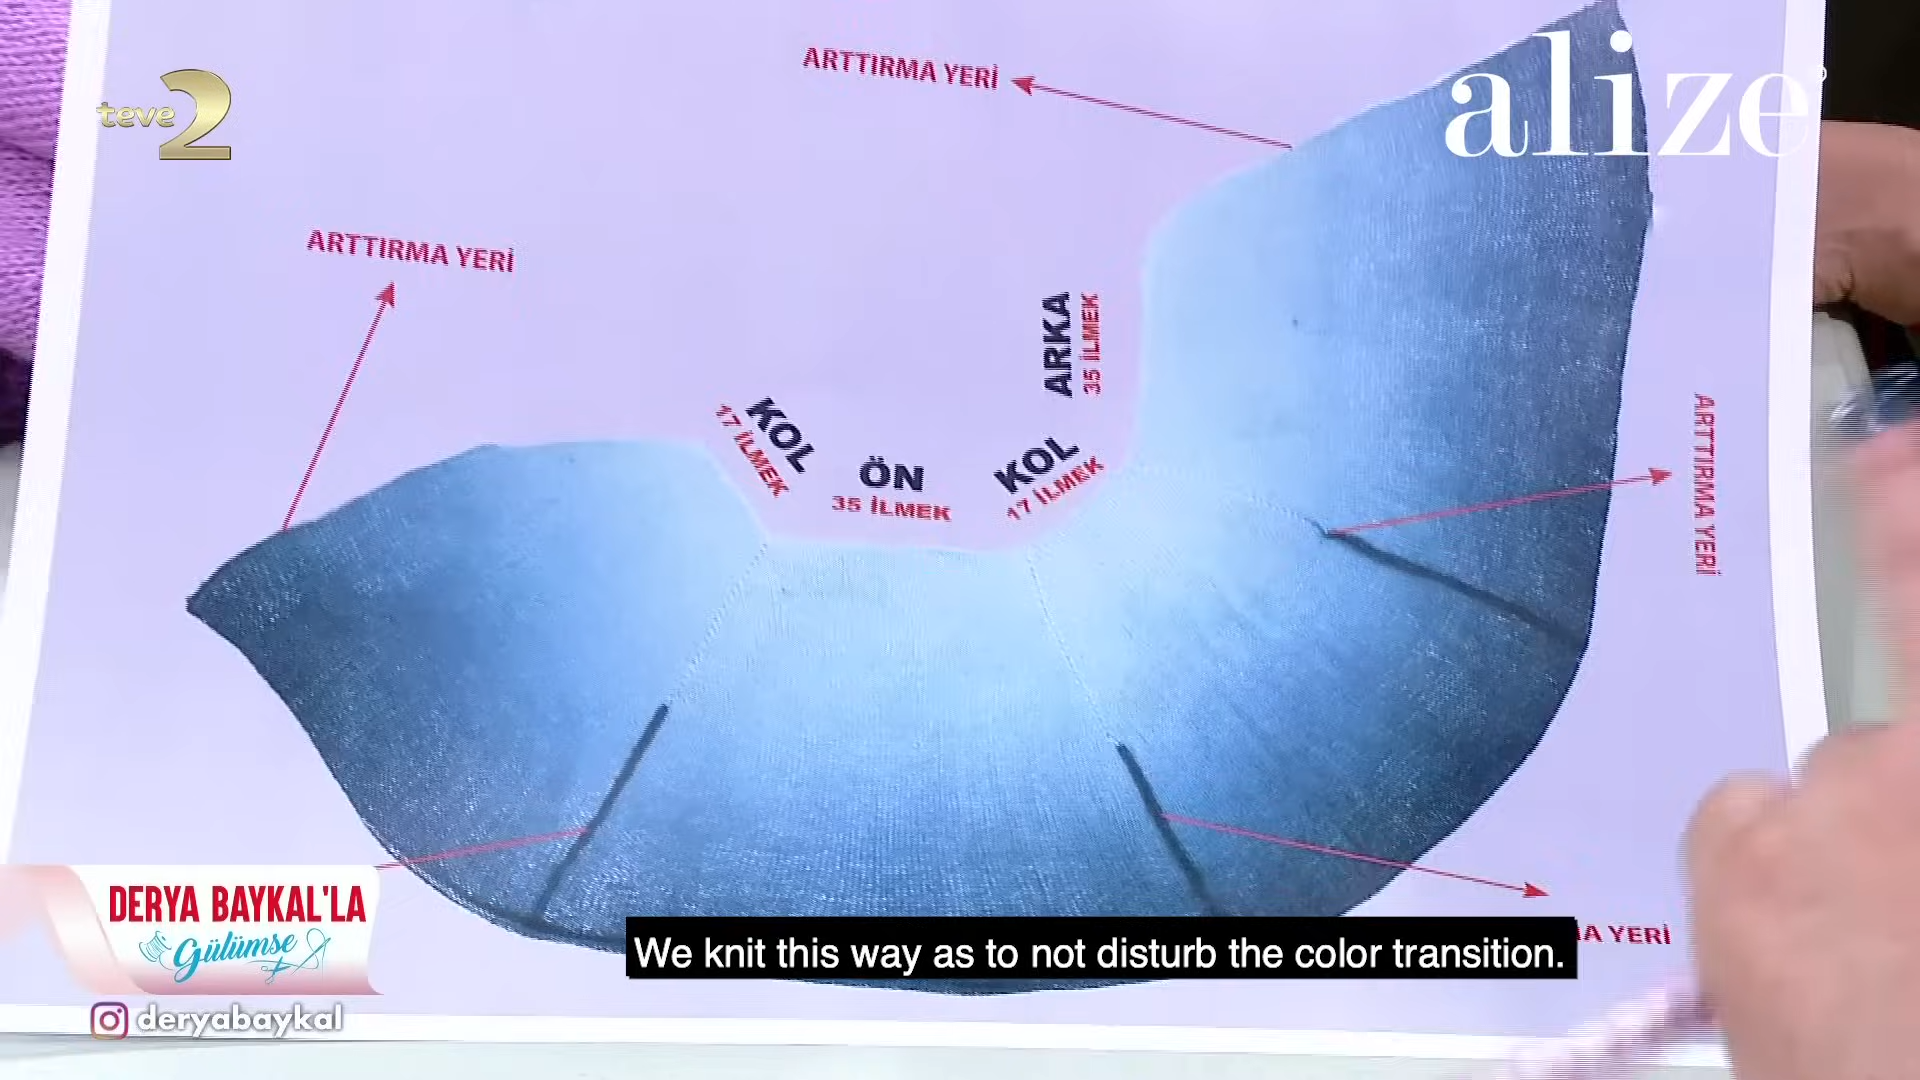 ARTTIRMA YERİ
alize
teve2
ARTTIRMA YERİ
ARKA
35 İLMEK
KOL
17 İLMEK
ÖN
35 İLMEK
KOL
17 İLMEK
ARTTIRMA YERİ
DERYA BAYKAL'LA
Gülümse
We knit this way as to not disturb the color transition.
YERİ
deryabaykal